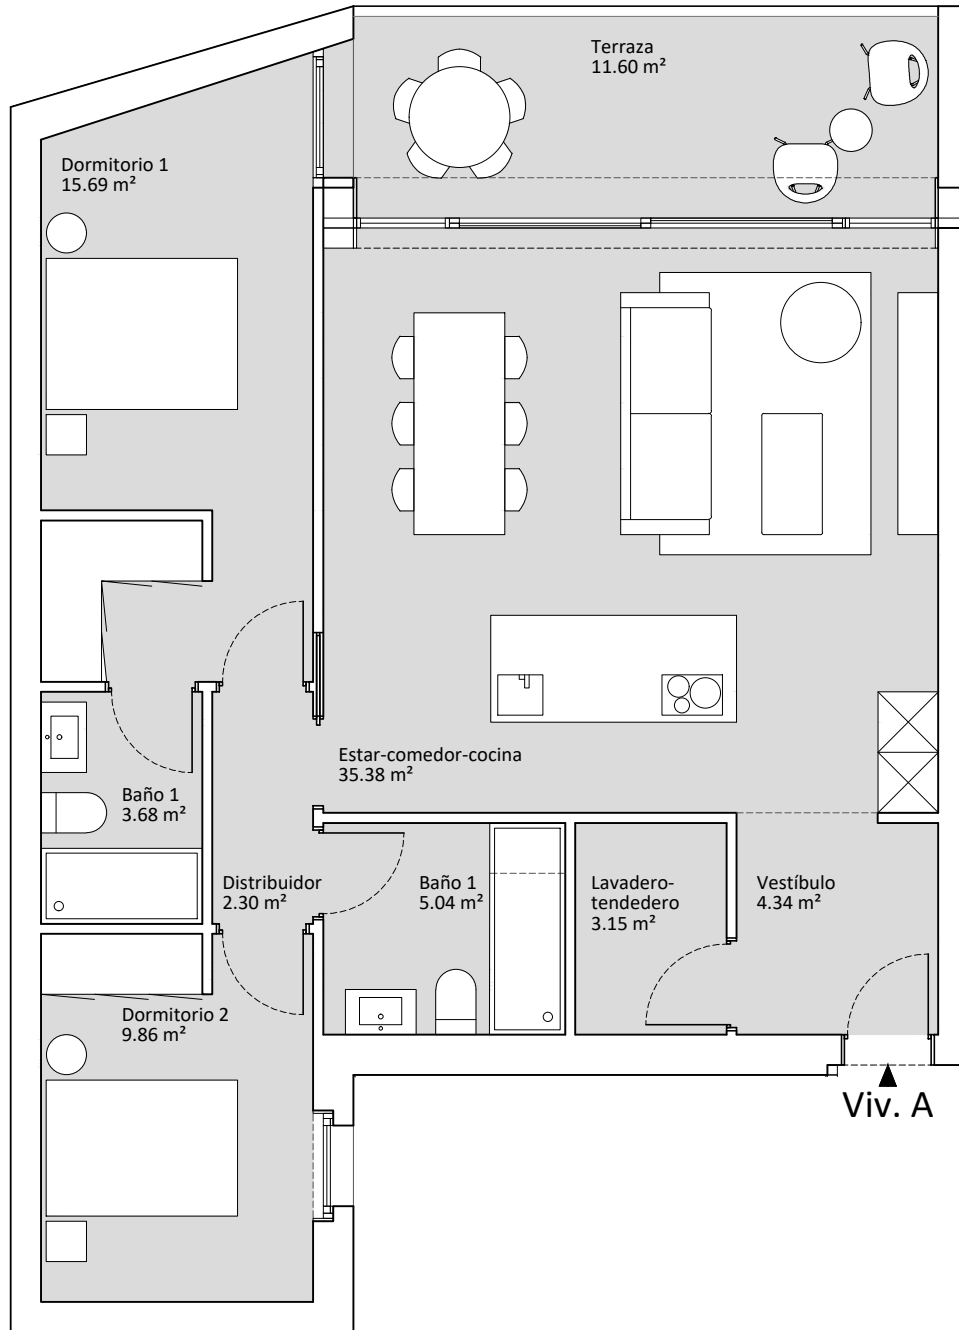 Terraza
11.60 m²
Dormitorio 1
15.69 m²
Estar-comedor-cocina
35.38 m²
Baño 1
3.68 m²
Distribuidor
2.30 m²
Baño 1
5.04 m²
Lavadero-
tendedero
3.15 m²
Vestíbulo
4.34 m²
Dormitorio 2
9.86 m²
Viv. A